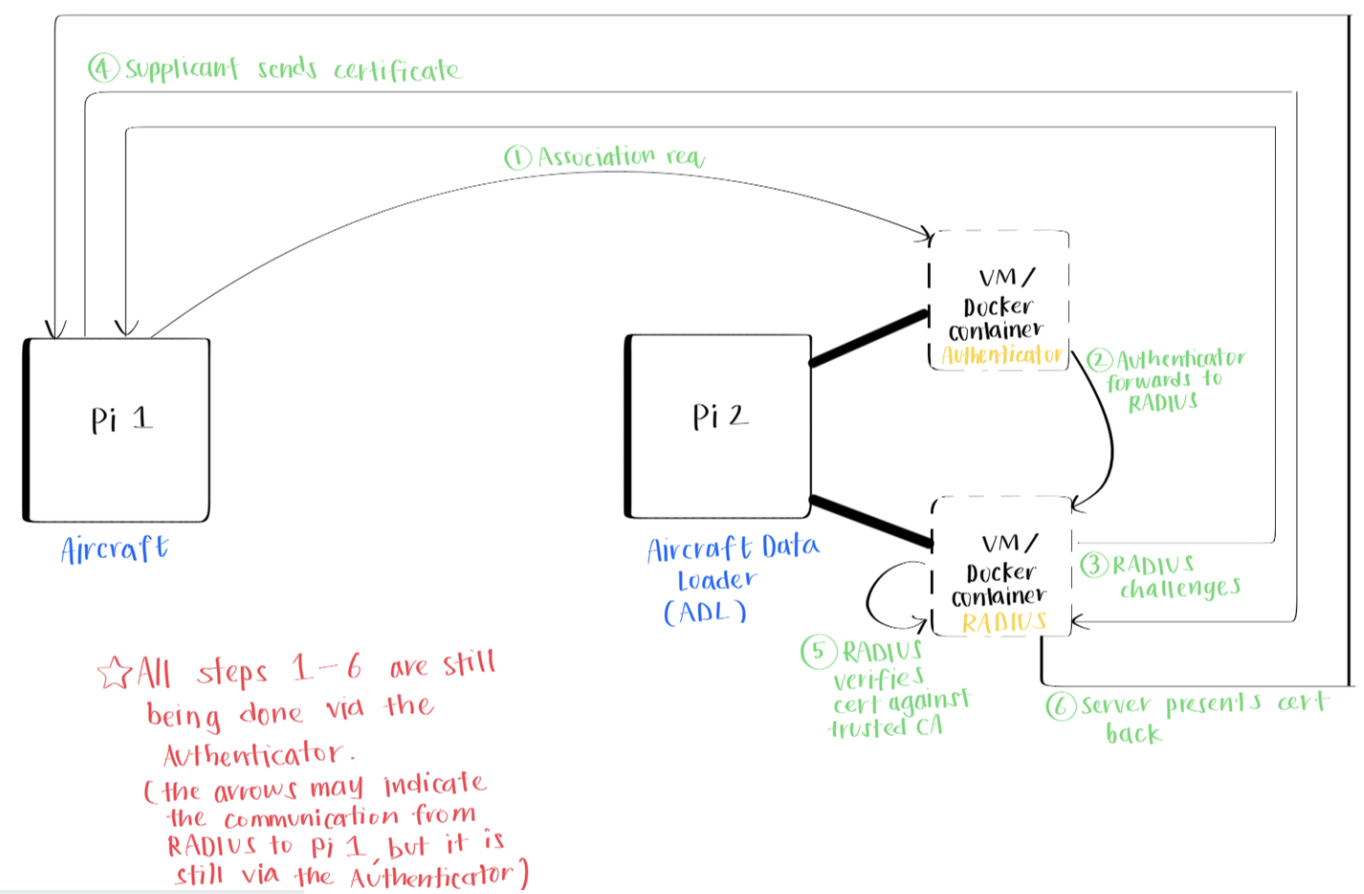 ④ Supplicant sends certificate
① Association req
VM /
Docker
container
Authenticator
② Authenticator
forwards to
RADIUS
Pi 1
Pi 2
Aircraft
Aircraft Data
Loader
(ADL)
VM /
Docker
container
RADIUS
③ RADIUS
challenges
⑤ RADIUS
verifies
cert against
trusted CA
⑥ Server presents cert
back
☆All steps 1-6 are still
being done via the
Authenticator.
(the arrows may indicate
the communication from
RADIUS to Pi 1, but it is
still via the Authenticator)